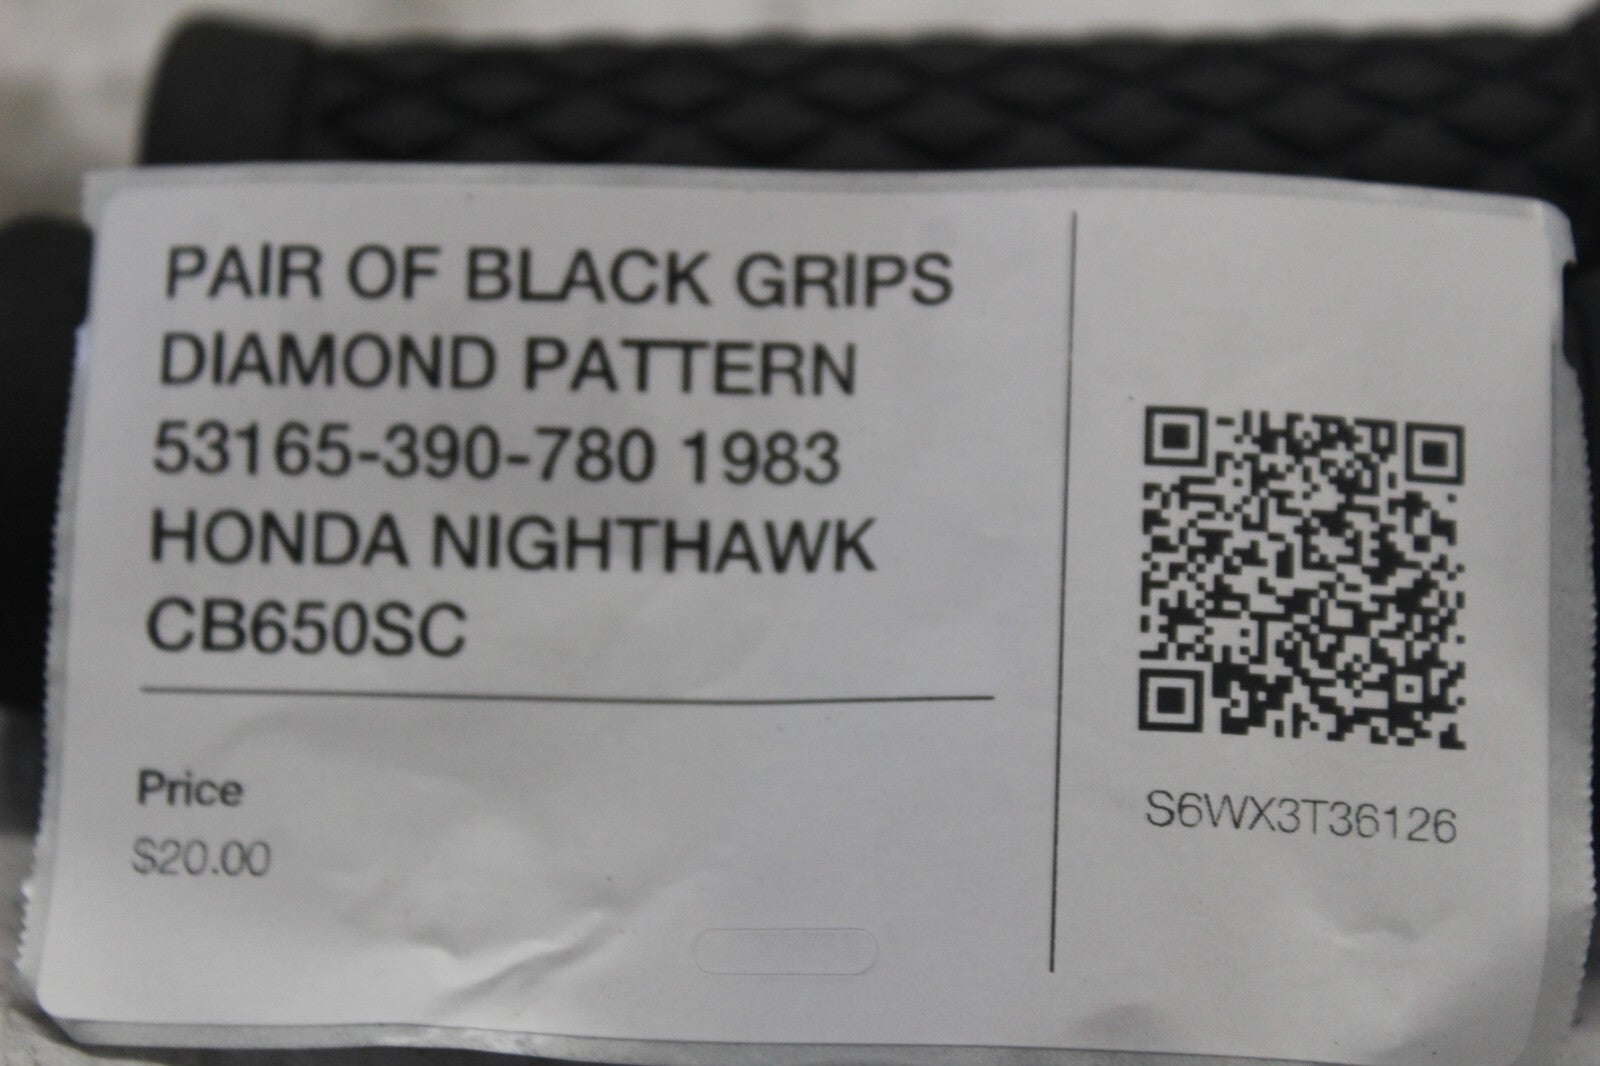 PAIR OF BLACK GRIPS
DIAMOND PATTERN
53165-390-780 1983
HONDA NIGHTHAWK
CB650SC
Price
$20.00
S6WX3T36126